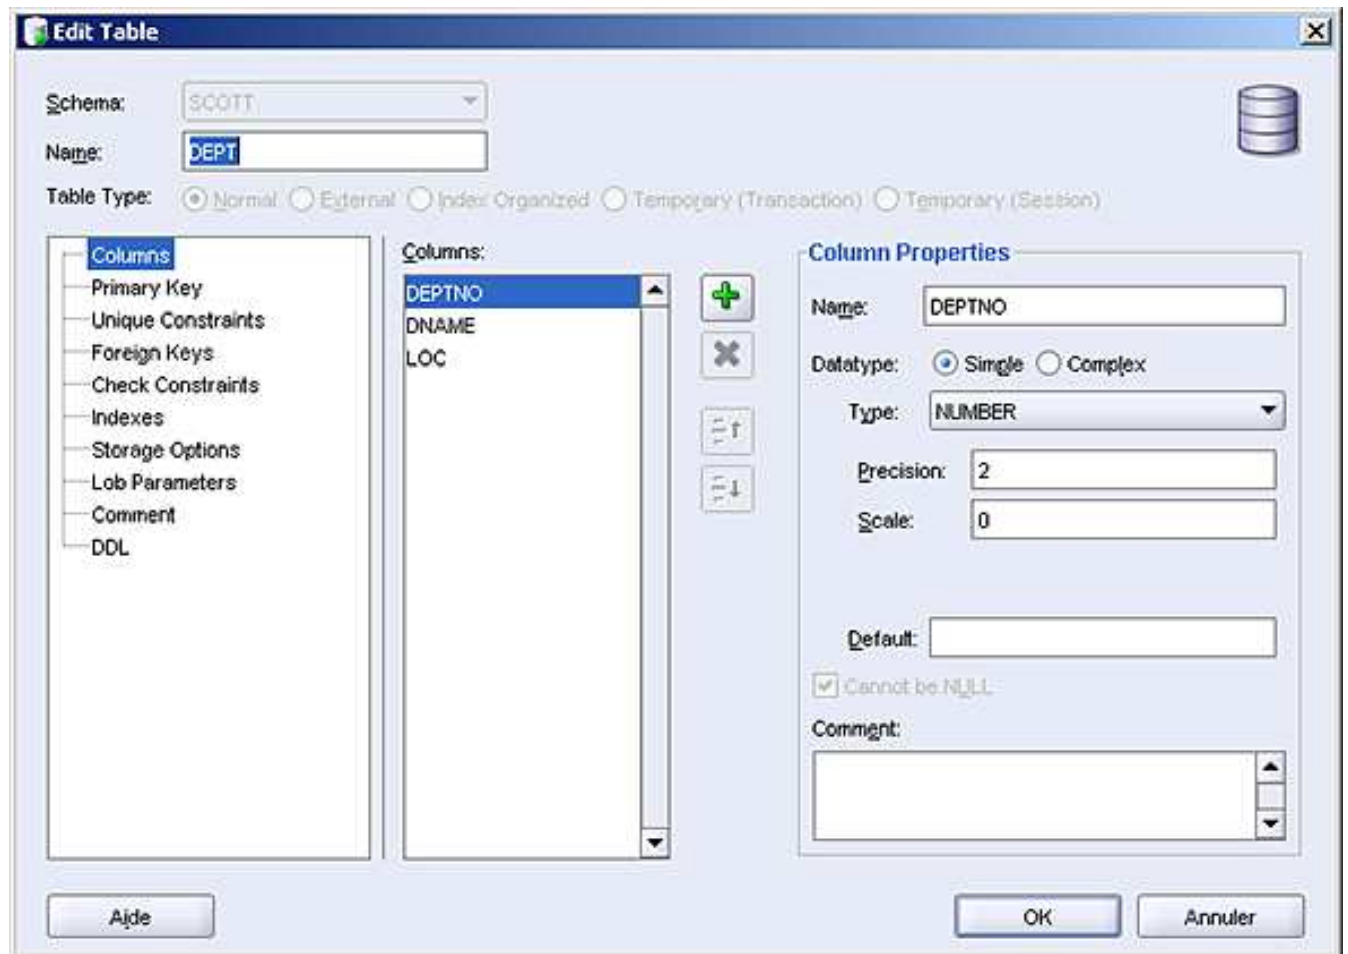 Edit Table
Schema: SCOTT
Name: DEPT
Table Type: Normal External Index Organized Temporary (Transaction) Temporary (Session)
Columns
Primary Key
Unique Constraints
Foreign Keys
Check Constraints
Indexes
Storage Options
Lob Parameters
Comment
DDL
Columns:
DEPTNO
DNAME
LOC
Column Properties
Name: DEPTNO
Datatype: Simple Complex
Type: NUMBER
Precision: 2
Scale: 0
Default:
Cannot be NULL
Comment:
Aide
OK
Annuler